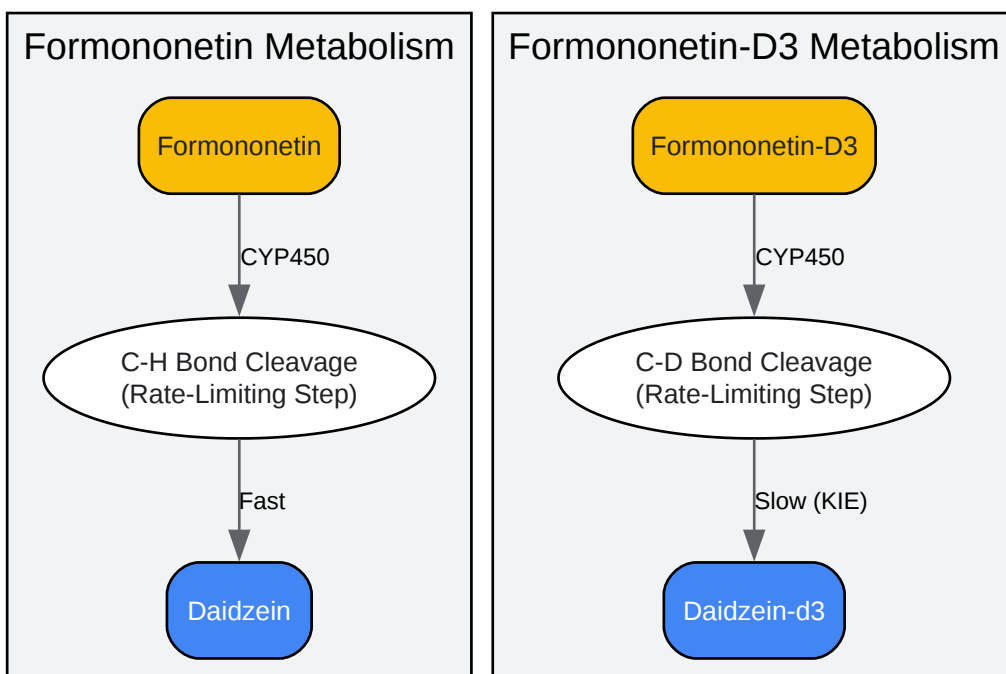 Formononetin Metabolism
Formononetin
CYP450
C-H Bond Cleavage
(Rate-Limiting Step)
Fast
Daidzein
Formononetin-D3 Metabolism
Formononetin-D3
CYP450
C-D Bond Cleavage
(Rate-Limiting Step)
Slow (KIE)
Daidzein-d3